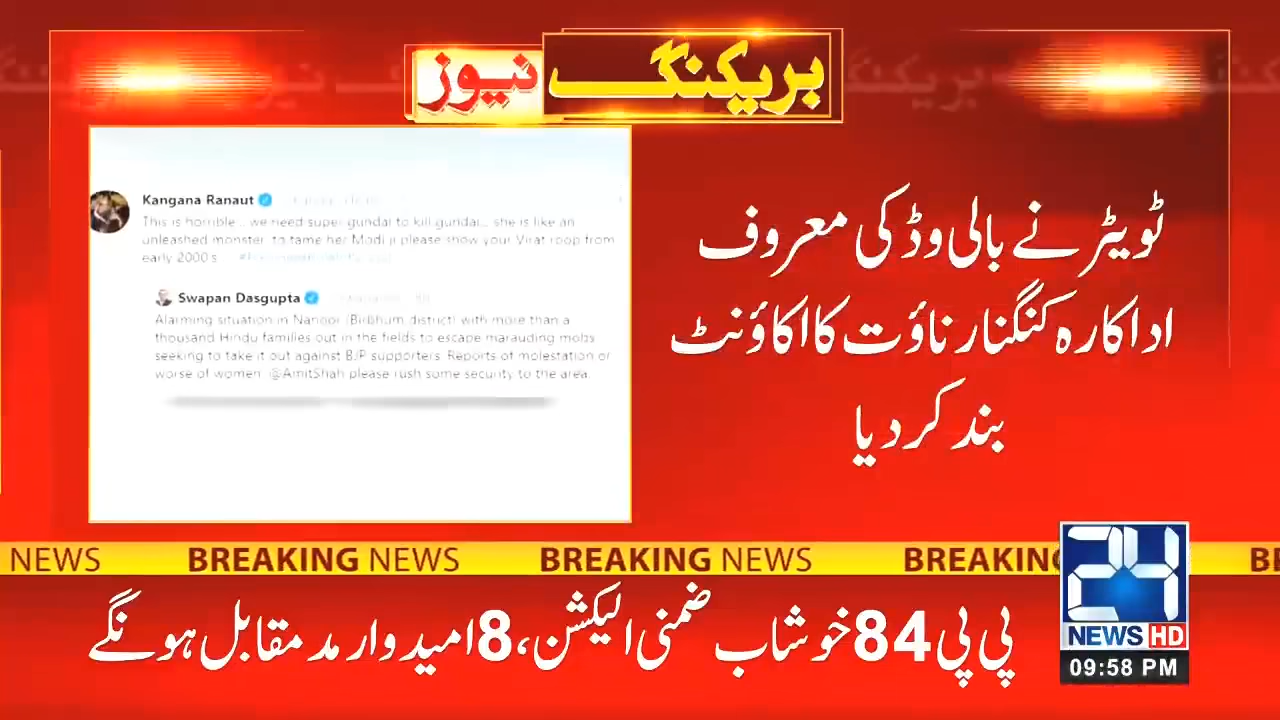 بریکنگ نیوز
Kangana Ranaut
This is horrible... we need super gundai to kill gundai... she is like an
unleashed monster, to tame her Modi ji please show your Virat roop from
early 2000's...
Swapan Dasgupta
Alarming situation in Nanoor (Birbhum district) with more than a
thousand Hindu families out in the fields to escape marauding mobs
seeking to take it out against BJP supporters. Reports of molestation or
worse of women. @AmitShah please rush some security to the area
ٹویٹر نے بالی وڈ کی معروف
اداکارہ کنگنا رناؤت کا اکاؤنٹ
بند کر دیا
NEWS BREAKING NEWS BREAKING NEWS BREAKING
پی پی 84 خوشاب ضمنی الیکشن، 8 امیدوار مد مقابل ہونگے
24
NEWS HD
09:58 PM